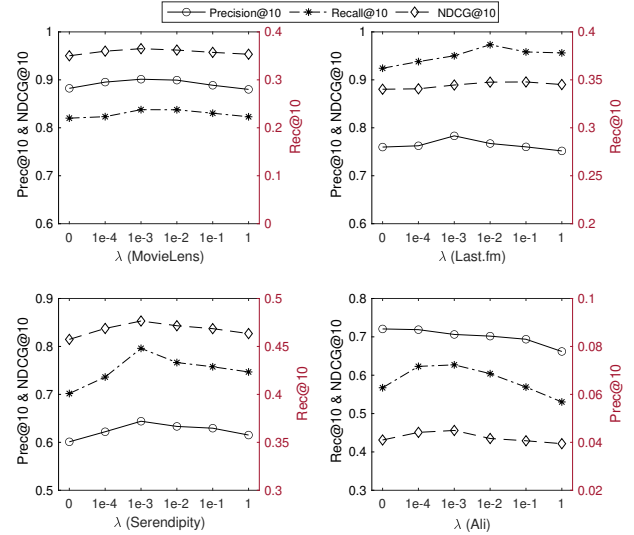 Precision@10 Recall@10 NDCG@10
1 0.9 0.8 0.7 0.6
Prec@10 & NDCG@10
0.4 0.3 0.2 0.1 0
Rec@10
0 1e-4 1e-3 1e-2 1e-1 1
λ (MovieLens)
1 0.9 0.8 0.7 0.6
Prec@10 & NDCG@10
0.4 0.35 0.3 0.25 0.2
Rec@10
0 1e-4 1e-3 1e-2 1e-1 1
λ (Last.fm)
0.9 0.8 0.7 0.6 0.5
Prec@10 & NDCG@10
0.5 0.45 0.4 0.35 0.3
Rec@10
0 1e-4 1e-3 1e-2 1e-1 1
λ (Serendipity)
0.8 0.7 0.6 0.5 0.4 0.3
Rec@10 & NDCG@10
0.1 0.08 0.06 0.04 0.02
Prec@10
0 1e-4 1e-3 1e-2 1e-1 1
λ (Ali)